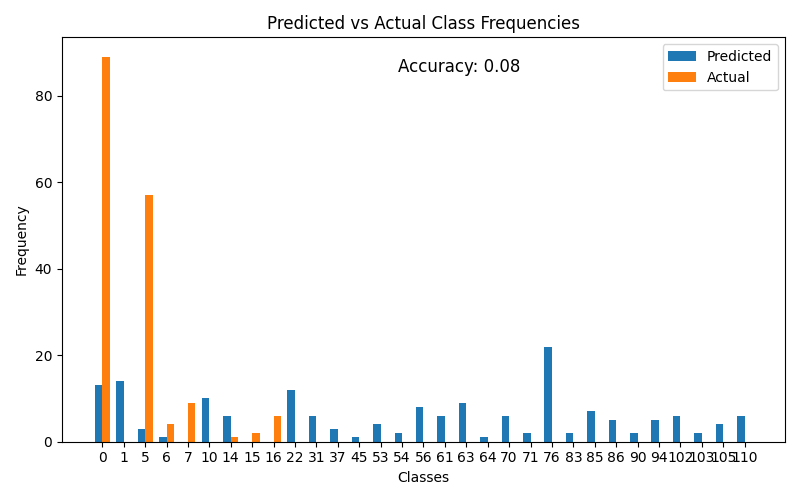 Predicted vs Actual Class Frequencies
Accuracy: 0.08
Predicted
Actual
Frequency
80
60
40
20
0
0 1 5 6 7 10 14 15 16 22 31 37 45 53 54 56 61 63 64 70 71 76 83 85 86 90 94 102 103 105 110
Classes